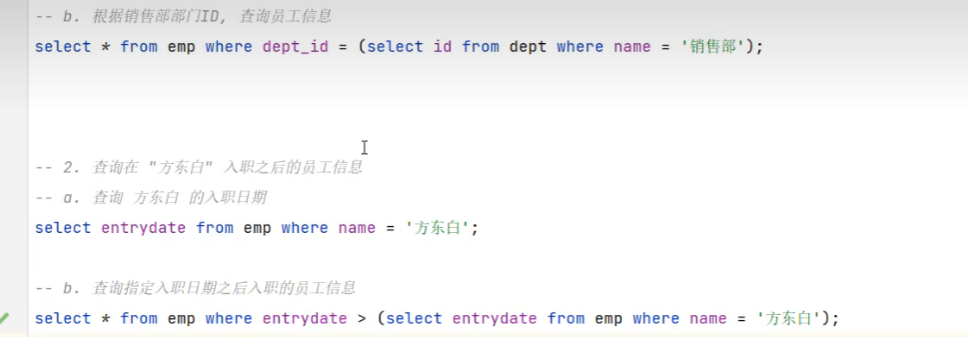 -- b. 根据销售部部门ID, 查询员工信息
select * from emp where dept_id = (select id from dept where name = '销售部');
-- 2. 查询在 "方东白" 入职之后的员工信息
-- a. 查询 方东白 的入职日期
select entrydate from emp where name = '方东白';
-- b. 查询指定入职日期之后入职的员工信息
select * from emp where entrydate > (select entrydate from emp where name = '方东白');